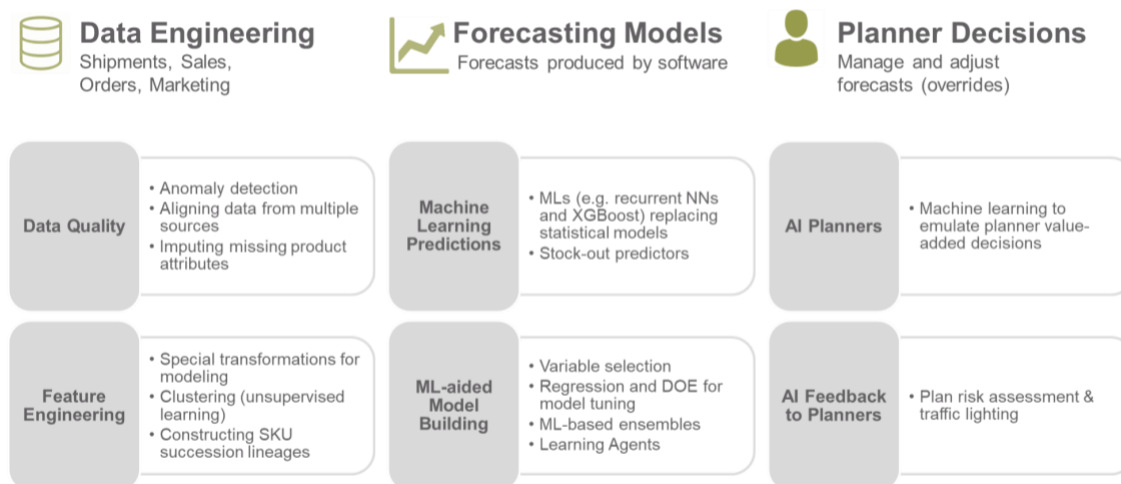 Data Engineering
Shipments, Sales,
Orders, Marketing
Forecasting Models
Forecasts produced by software
Planner Decisions
Manage and adjust
forecasts (overrides)
Data Quality
• Anomaly detection
• Aligning data from multiple
sources
• Imputing missing product
attributes
Machine
Learning
Predictions
• MLs (e.g. recurrent NNs
and XGBoost) replacing
statistical models
• Stock-out predictors
AI Planners
• Machine learning to
emulate planner value-
added decisions
Feature
Engineering
• Special transformations for
modeling
• Clustering (unsupervised
learning)
• Constructing SKU
succession lineages
ML-aided
Model
Building
• Variable selection
• Regression and DOE for
model tuning
• ML-based ensembles
• Learning Agents
AI Feedback
to Planners
• Plan risk assessment &
traffic lighting